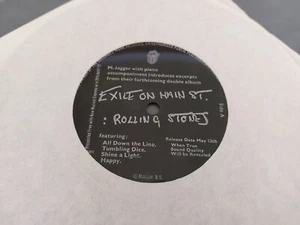 M. Jagger with piano
accompaniment introduces excerpts
from their forthcoming double album
EXILE ON MAIN ST.
: ROLLING STONES
Side A
featuring:
All Down the Line,
Tumbling Dice,
Shine a Light,
Happy.
Release Date May 12th
When True
Sound Quality
Will be Revealed